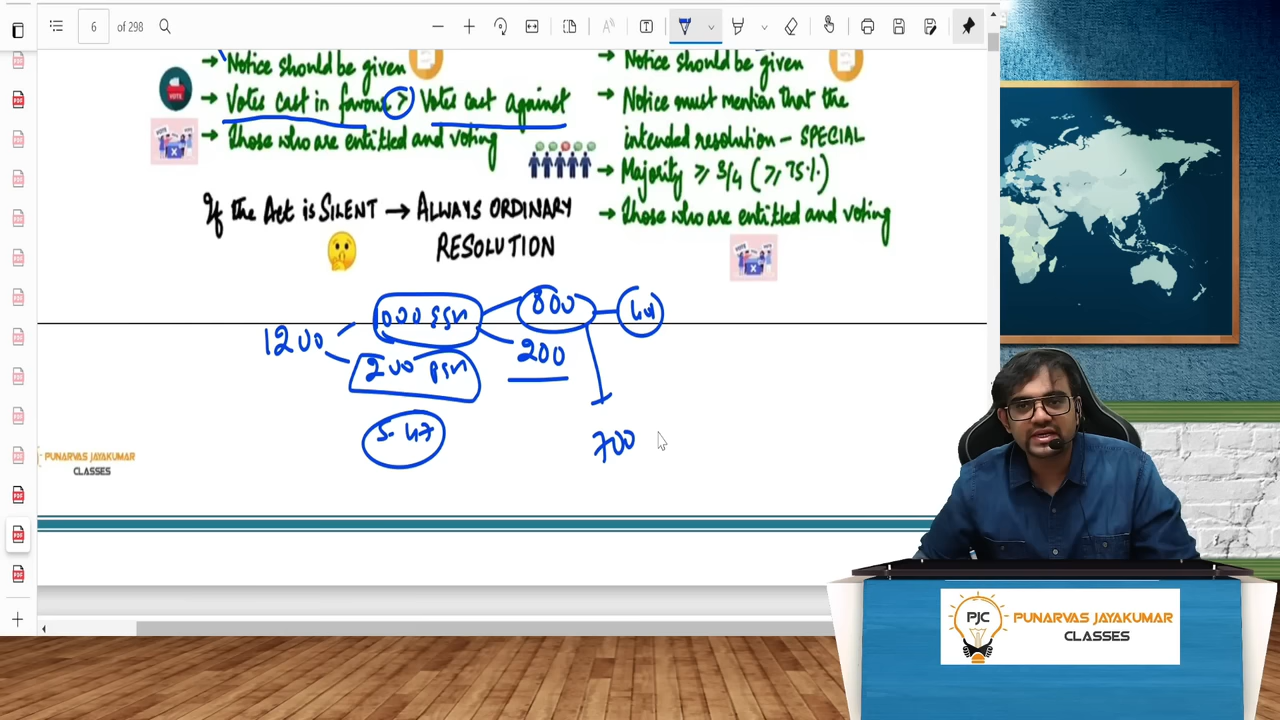 6 of 298
→ Notice should be given
→ Votes cast in favour > Votes cast against
→ Those who are entitled and voting
If the Act is SILENT → ALWAYS ORDINARY
RESOLUTION
→ Notice should be given
→ Notice must mention that the
intended resolution – SPECIAL
→ Majority ≥ 3/4 (≥ 75%)
→ Those who are entitled and voting
VOTE
1200
800
200
200
S. 47
700
PUNARVAS JAYAKUMAR
CLASSES
PJC
PUNARVAS JAYAKUMAR
CLASSES